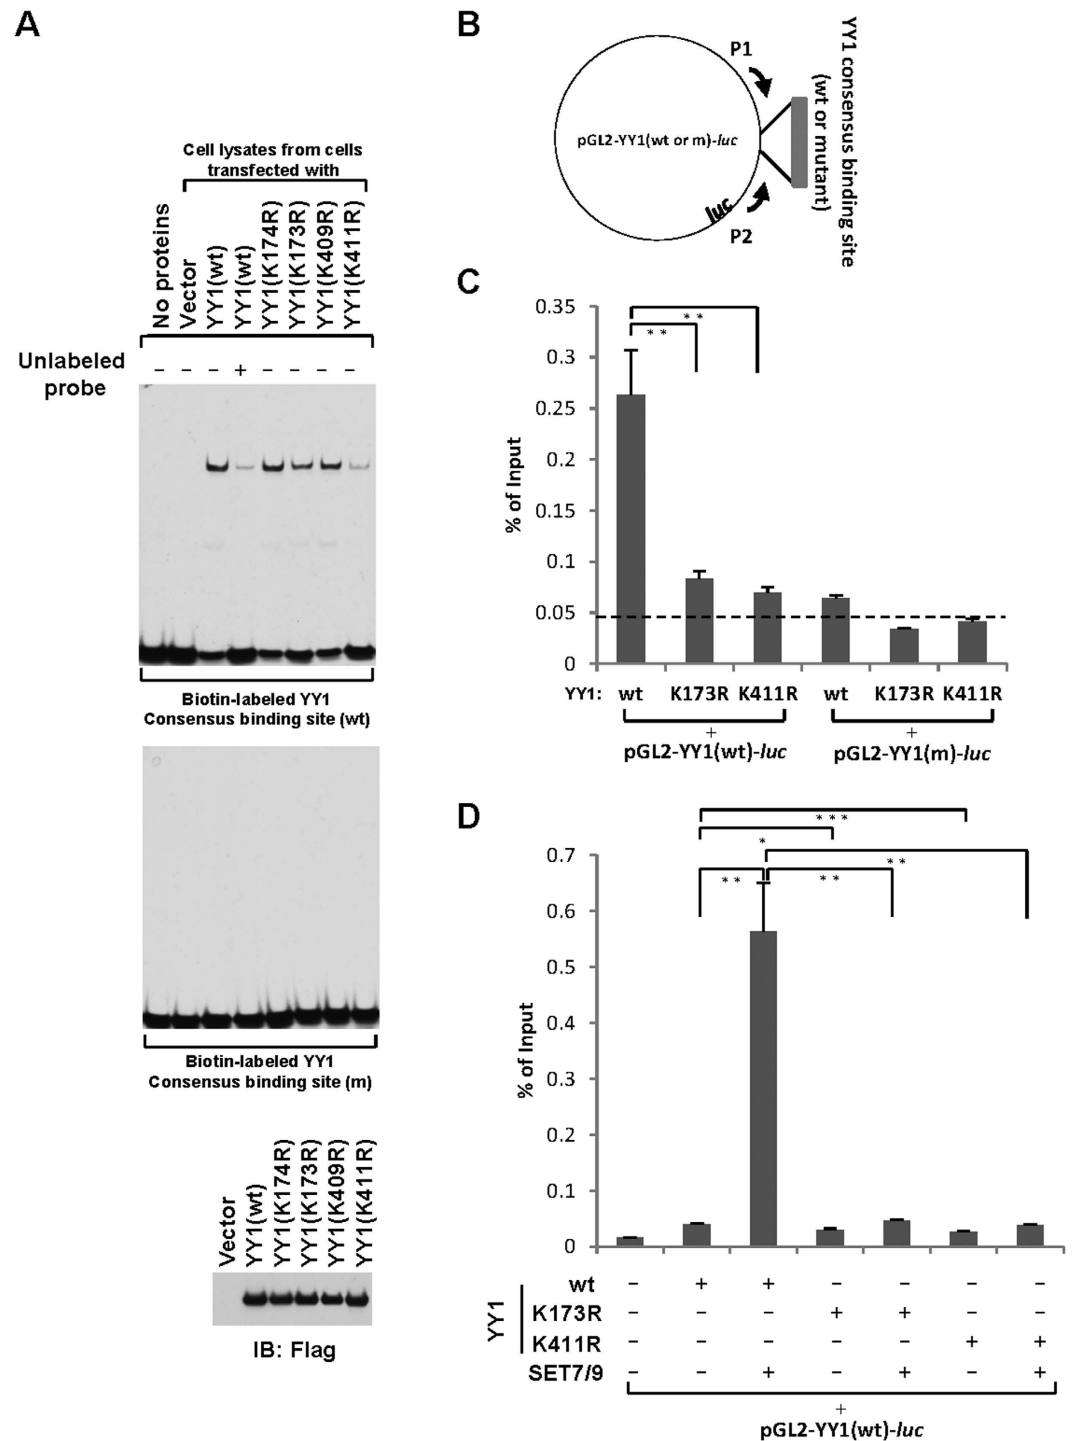 A
Cell lysates from cells
transfected with
No proteins
Vector
YY1(wt)
YY1(wt)
YY1(K174R)
YY1(K173R)
YY1(K409R)
YY1(K411R)
Unlabeled
probe
– – – + – – – –
Biotin-labeled YY1
Consensus binding site (wt)
Biotin-labeled YY1
Consensus binding site (m)
Vector
YY1(wt)
YY1(K174R)
YY1(K173R)
YY1(K409R)
YY1(K411R)
IB: Flag
B
P1
pGL2-YY1(wt or m)-luc
luc
P2
YY1 consensus binding site
(wt or mutant)
C
% of Input
0.35
0.3
0.25
0.2
0.15
0.1
0.05
0
* *
* *
YY1: wt K173R K411R wt K173R K411R
+ +
pGL2-YY1(wt)-luc pGL2-YY1(m)-luc
D
% of Input
0.7
0.6
0.5
0.4
0.3
0.2
0.1
0
* * *
*
* *
* *
* *
YY1
wt – + + – – – –
K173R – – – + + – –
K411R – – – – – + +
SET7/9 – – + – + – +
+
pGL2-YY1(wt)-luc